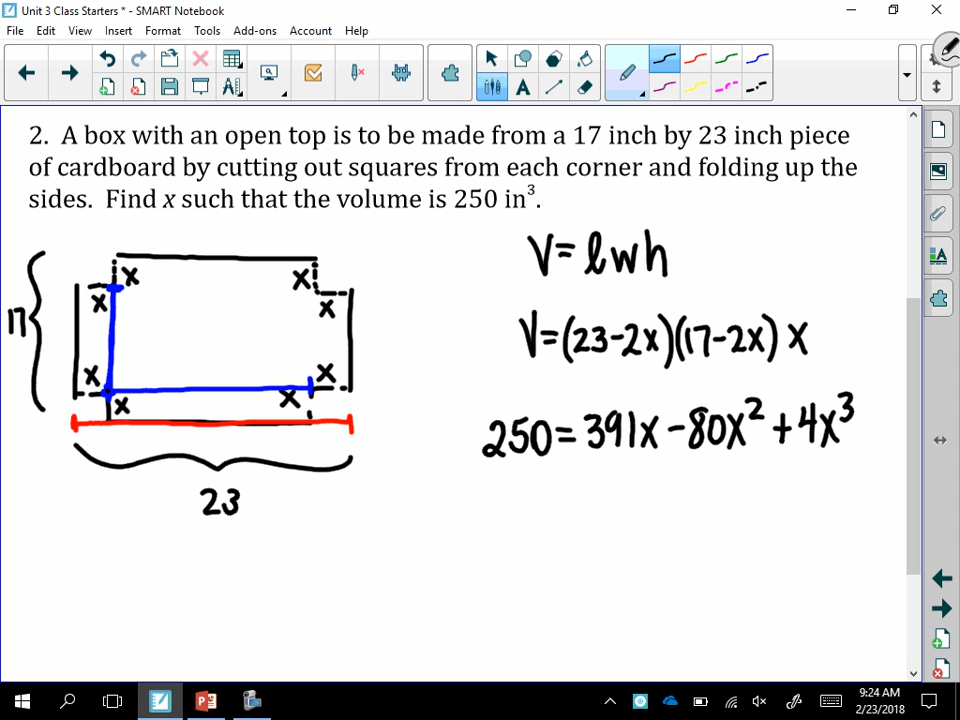 Unit 3 Class Starters * - SMART Notebook
File Edit View Insert Format Tools Add-ons Account Help
2. A box with an open top is to be made from a 17 inch by 23 inch piece
of cardboard by cutting out squares from each corner and folding up the
sides. Find x such that the volume is 250 in³.
V = l w h
x x
x x
17
V=(23-2x)(17-2x) x
x x
x x
250 = 391x - 80x² + 4x³
23
9:24 AM
2/23/2018